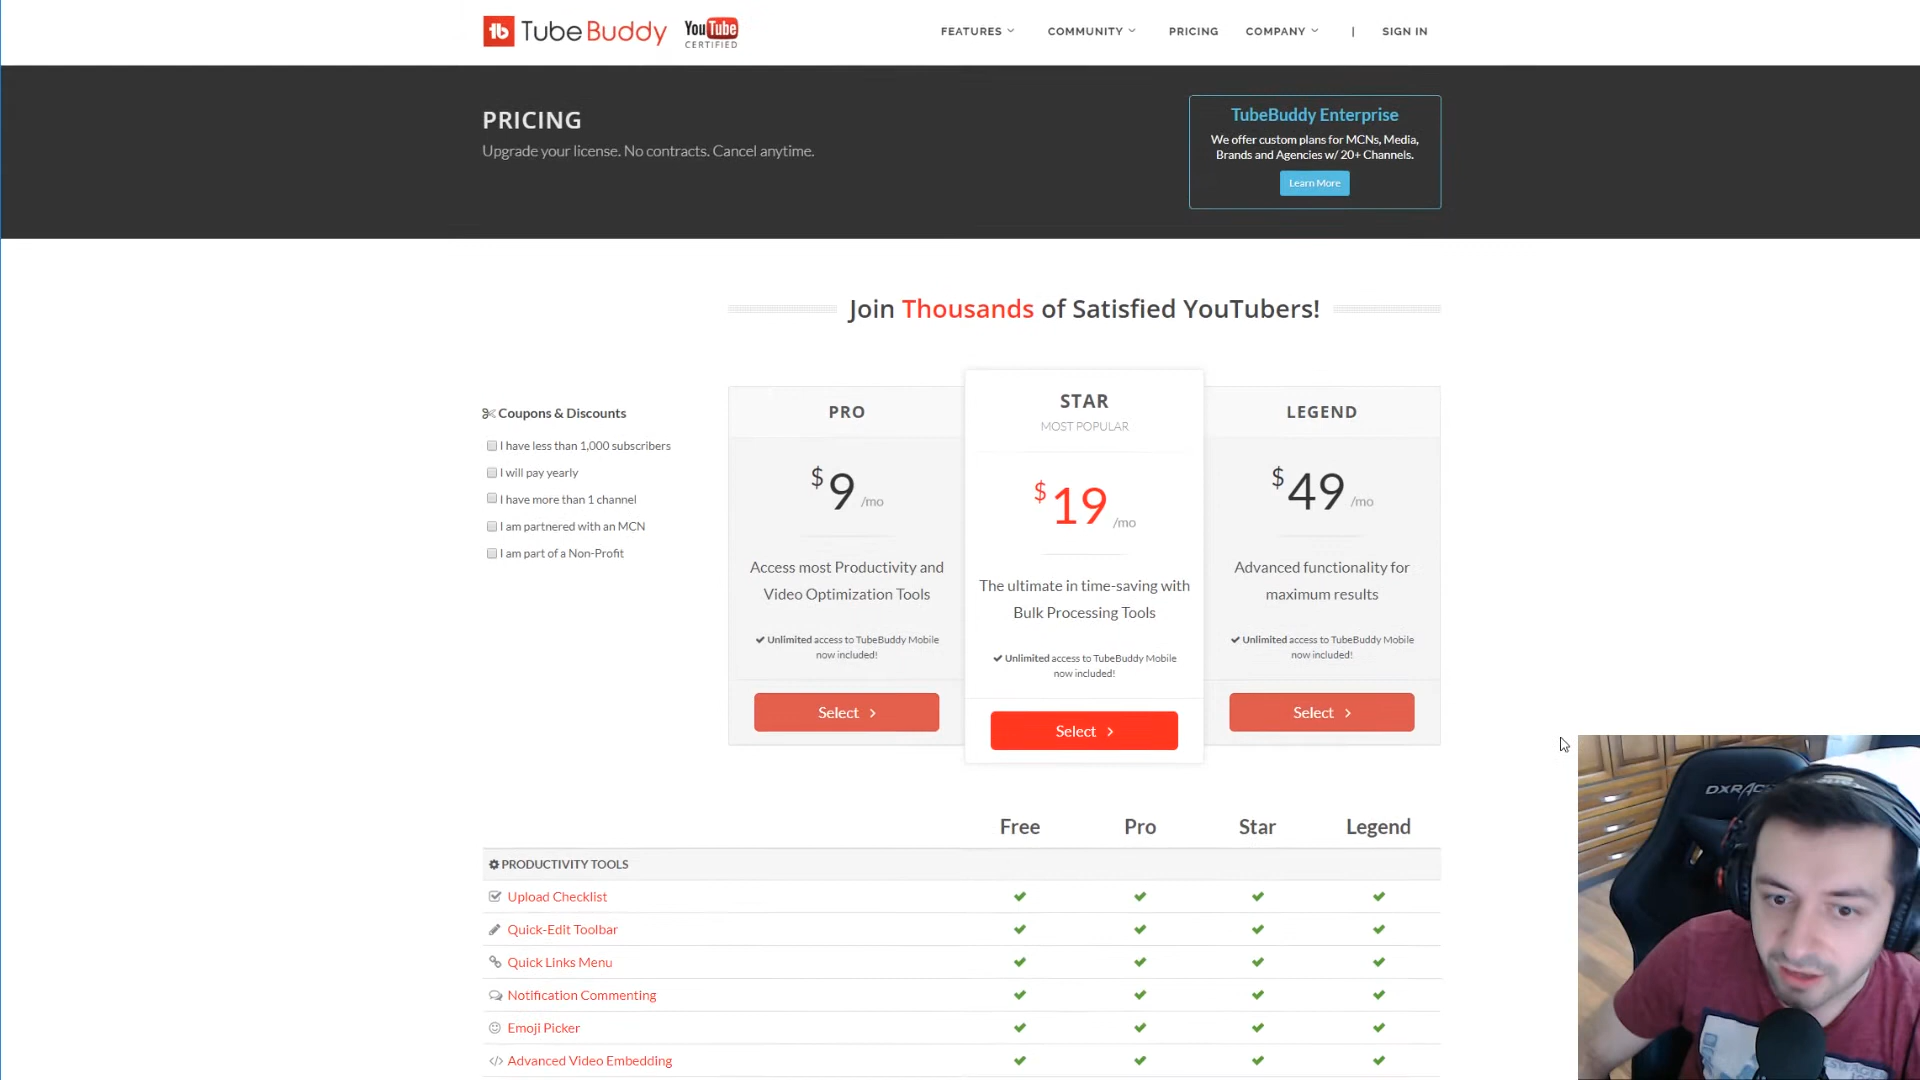 TubeBuddy
YouTube
CERTIFIED
FEATURES
COMMUNITY
PRICING
COMPANY
|
SIGN IN
PRICING
Upgrade your license. No contracts. Cancel anytime.
TubeBuddy Enterprise
We offer custom plans for MCNs, Media,
Brands and Agencies w/ 20+ Channels.
Learn More
Join Thousands of Satisfied YouTubers!
Coupons & Discounts
I have less than 1,000 subscribers
I will pay yearly
I have more than 1 channel
I am partnered with an MCN
I am part of a Non-Profit
PRO
$9 /mo
Access most Productivity and
Video Optimization Tools
✔ Unlimited access to TubeBuddy Mobile
now included!
Select >
STAR
MOST POPULAR
$19 /mo
The ultimate in time-saving with
Bulk Processing Tools
✔ Unlimited access to TubeBuddy Mobile
now included!
Select >
LEGEND
$49 /mo
Advanced functionality for
maximum results
✔ Unlimited access to TubeBuddy Mobile
now included!
Select >
Free Pro Star Legend
PRODUCTIVITY TOOLS
Upload Checklist ✔ ✔ ✔ ✔
Quick-Edit Toolbar ✔ ✔ ✔ ✔
Quick Links Menu ✔ ✔ ✔ ✔
Notification Commenting ✔ ✔ ✔ ✔
Emoji Picker ✔ ✔ ✔ ✔
Advanced Video Embedding ✔ ✔ ✔ ✔